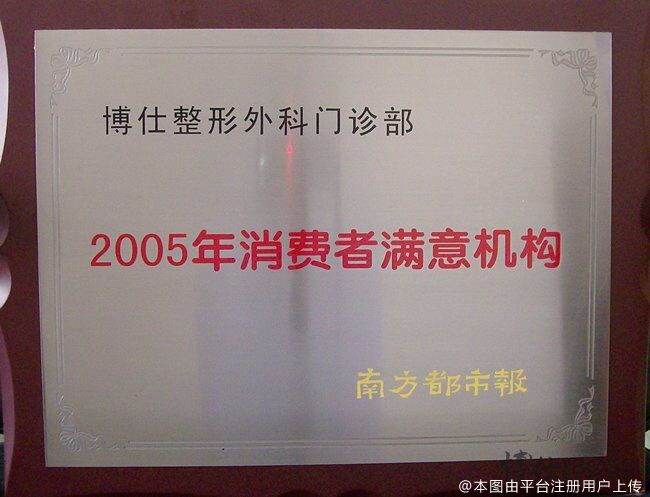 博仕整形外科门诊部
2005年消费者满意机构
南方都市報
@本图由平台注册用户上传